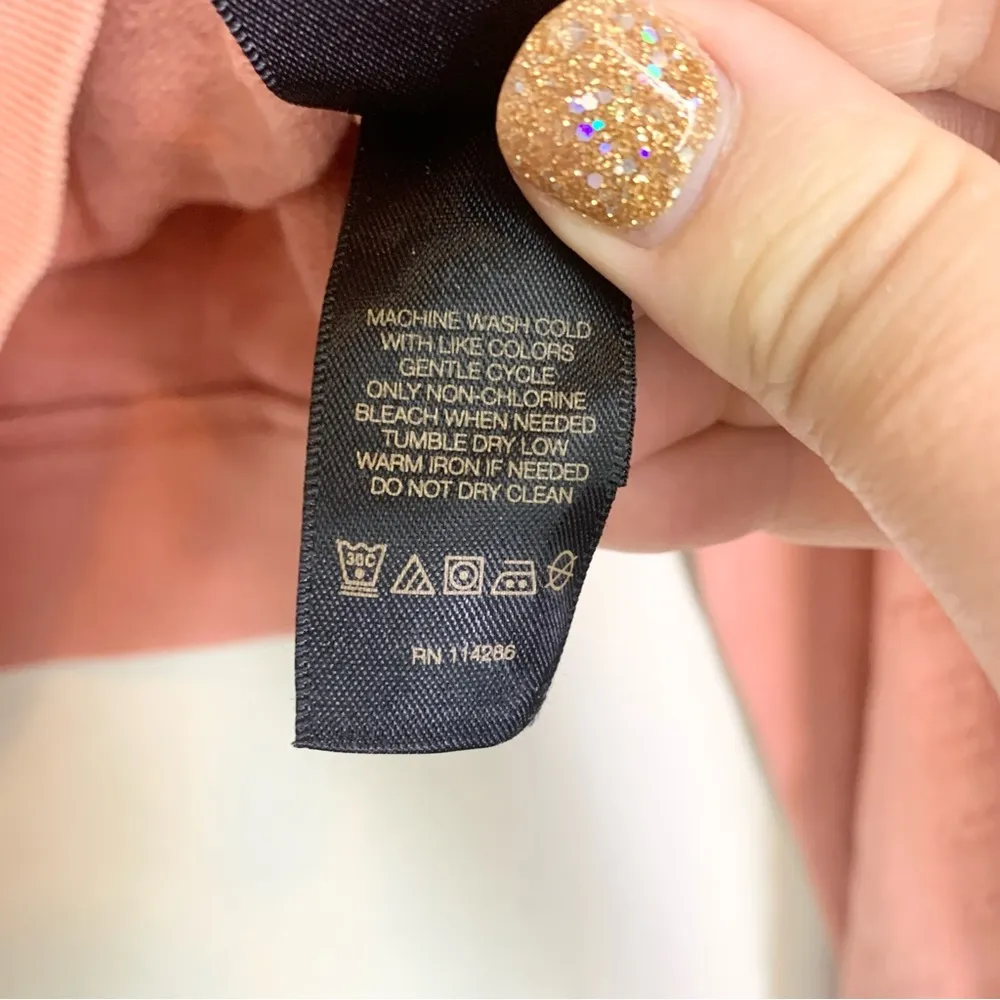 MACHINE WASH COLD
WITH LIKE COLORS
GENTLE CYCLE
ONLY NON-CHLORINE
BLEACH WHEN NEEDED
TUMBLE DRY LOW
WARM IRON IF NEEDED
DO NOT DRY CLEAN
30C
RN 114286